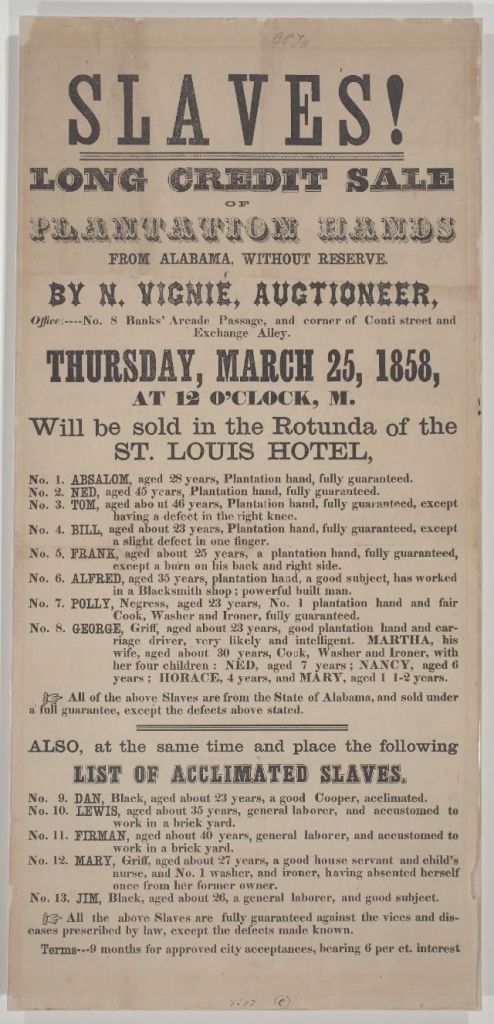 SLAVES!
LONG CREDIT SALE
OF
PLANTATION HANDS
FROM ALABAMA, WITHOUT RESERVE.
BY N. VIGNIÉ, AUCTIONEER,
Office:----No. 8 Banks' Arcade Passage, and corner of Conti street and
Exchange Alley.
THURSDAY, MARCH 25, 1858,
AT 12 O'CLOCK, M.
Will be sold in the Rotunda of the
ST. LOUIS HOTEL,
No. 1. ABSALOM, aged 28 years, Plantation hand, fully guaranteed.
No. 2. NED, aged 45 years, Plantation hand, fully guaranteed.
No. 3. TOM, aged abo ut 46 years, Plantation hand, fully guaranteed, except
having a defect in the right knee.
No. 4. BILL, aged about 23 years, Plantation hand, fully guaranteed, except
a slight defect in one finger.
No. 5. FRANK, aged about 25 years, a plantation hand, fully guaranteed,
except a burn on his back and right side.
No. 6. ALFRED, aged 35 years, plantation hand, a good subject, has worked
in a Blacksmith shop; powerful built man.
No. 7. POLLY, Negress, aged 23 years, No. 1 plantation hand and fair
Cook, Washer and Ironer, fully guaranteed.
No. 8. GEORGE, Griff, aged about 23 years, good plantation hand and car-
riage driver, very likely and intelligent. MARTHA, his
wife, aged about 30 years, Cook, Washer and Ironer, with
her four children: NED, aged 7 years; NANCY, aged 6
years; HORACE, 4 years, and MARY, aged 1 1-2 years.
☞ All of the above Slaves are from the State of Alabama, and sold under
a full guarantee, except the defects above stated.
ALSO, at the same time and place the following
LIST OF ACCLIMATED SLAVES.
No. 9. DAN, Black, aged about 23 years, a good Cooper, acclimated.
No. 10. LEWIS, aged about 35 years, general laborer, and accustomed to
work in a brick yard.
No. 11. FIRMAN, aged about 40 years, general laborer, and accustomed to
work in a brick yard.
No. 12. MARY, Griff, aged about 27 years, a good house servant and child's
nurse, and No. 1 washer, and ironer, having absented herself
once from her former owner.
No. 13. JIM, Black, aged about 26, a general laborer, and good subject.
☞ All the above Slaves are fully guaranteed against the vices and dis-
eases prescribed by law, except the defects made known.
Terms---9 months for approved city acceptances, bearing 6 per ct. interest